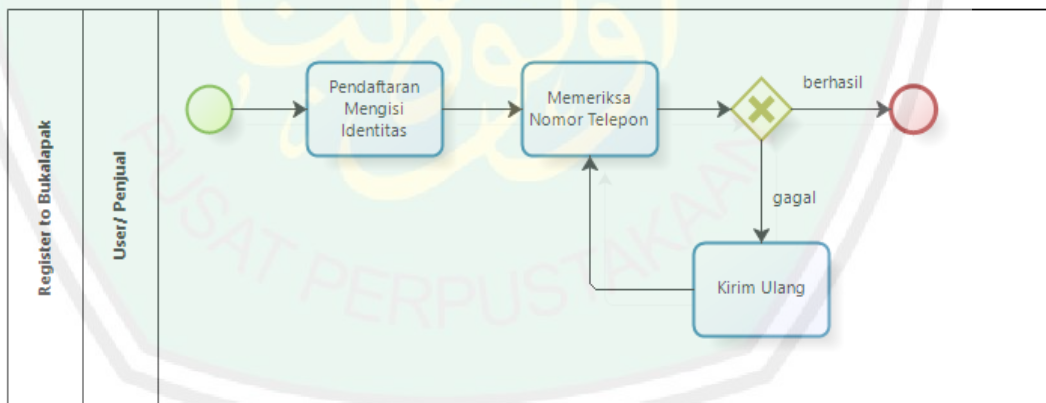 Register to Bukalapak
User/ Penjual
Pendaftaran
Mengisi
Identitas
Memeriksa
Nomor Telepon
berhasil
gagal
Kirim Ulang
PUSAT PERPUSTAKAAN